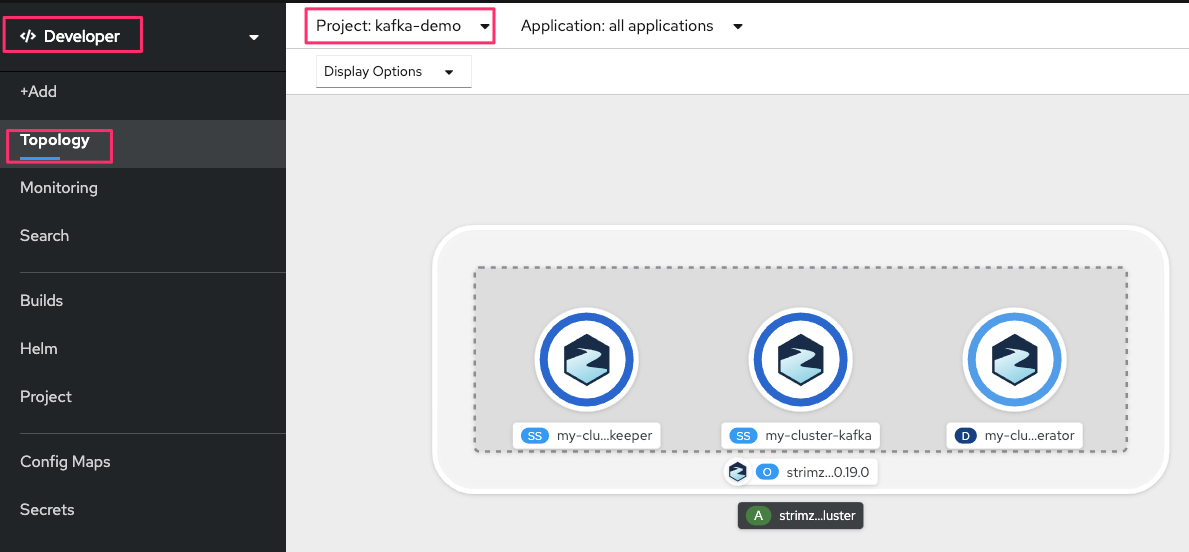 </> Developer
Project: kafka-demo
Application: all applications
Display Options
+Add
Topology
Monitoring
Search
Builds
Helm
Project
Config Maps
Secrets
SS my-clu...keeper
SS my-cluster-kafka
D my-clu...erator
O strimz...0.19.0
A strimz...luster